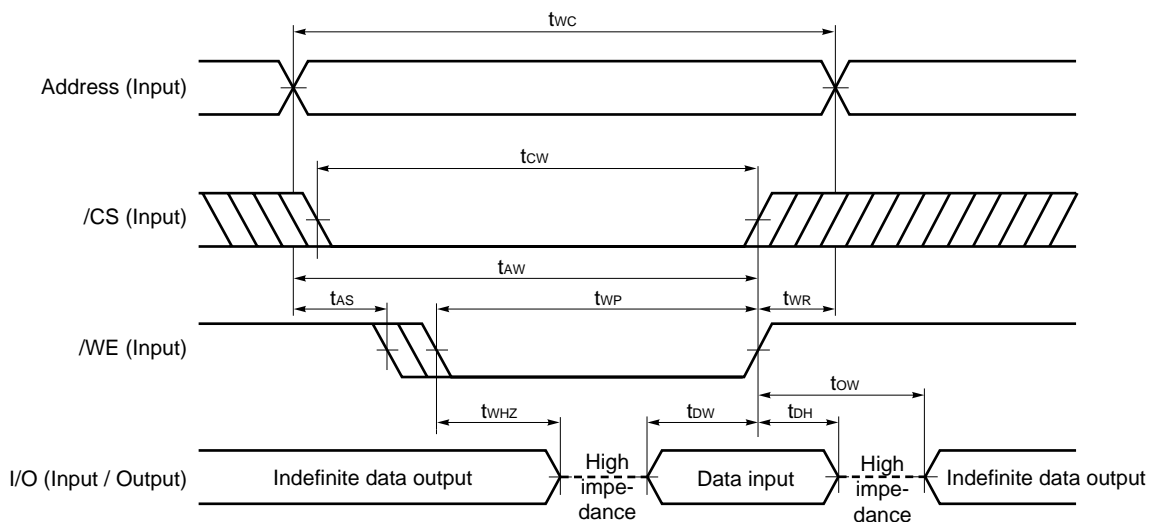 tWC
Address (Input)
tCW
/CS (Input)
tAW
tAS
tWP
tWR
/WE (Input)
tOW
tWHZ
tDW
tDH
I/O (Input / Output)
Indefinite data output
High
impe-
dance
Data input
High
impe-
dance
Indefinite data output